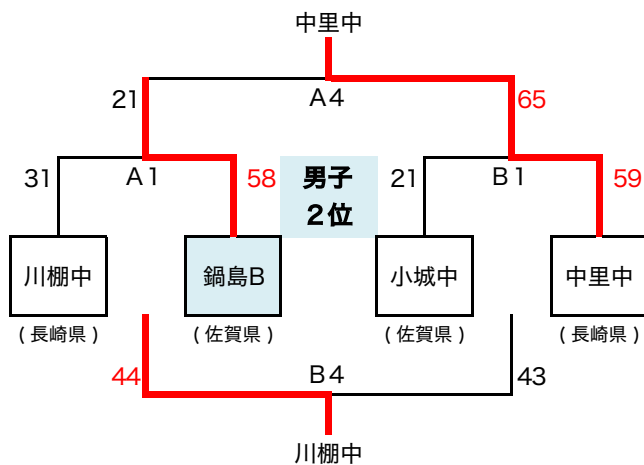 中里中
21
A4
65
31
A1
58
男子
2位
21
B1
59
川棚中
鍋島B
小城中
中里中
(長崎県)
(佐賀県)
(佐賀県)
(長崎県)
44
B4
43
川棚中